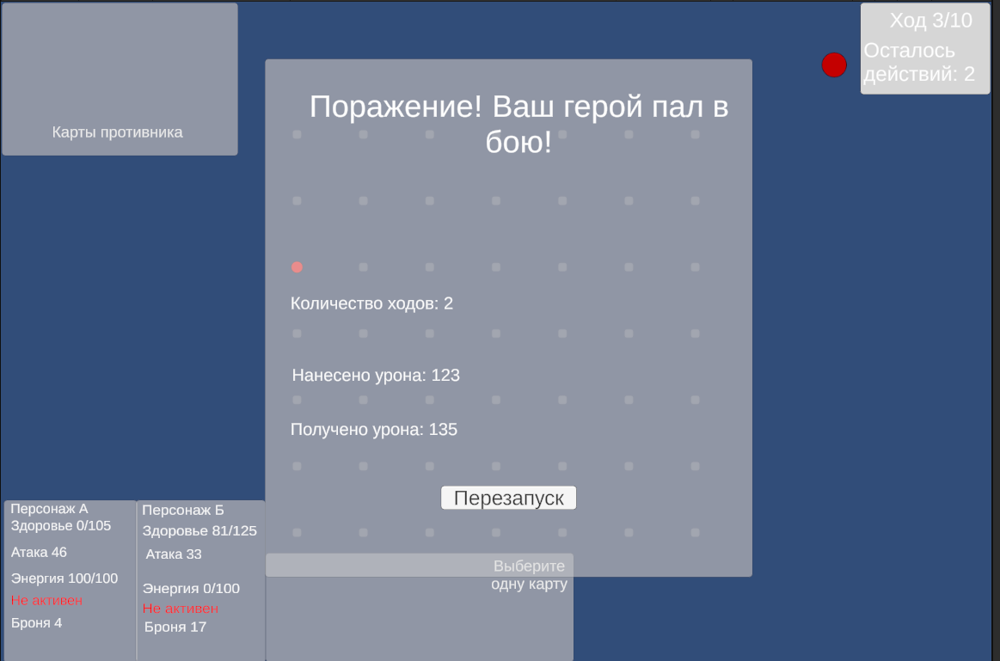 Карты противника
Ход 3/10
Осталось
действий: 2
Поражение! Ваш герой пал в
бою!
Количество ходов: 2
Нанесено урона: 123
Получено урона: 135
Перезапуск
Персонаж А
Здоровье 0/105
Атака 46
Энергия 100/100
Не активен
Броня 4
Персонаж Б
Здоровье 81/125
Атака 33
Энергия 0/100
Не активен
Броня 17
Выберите
одну карту